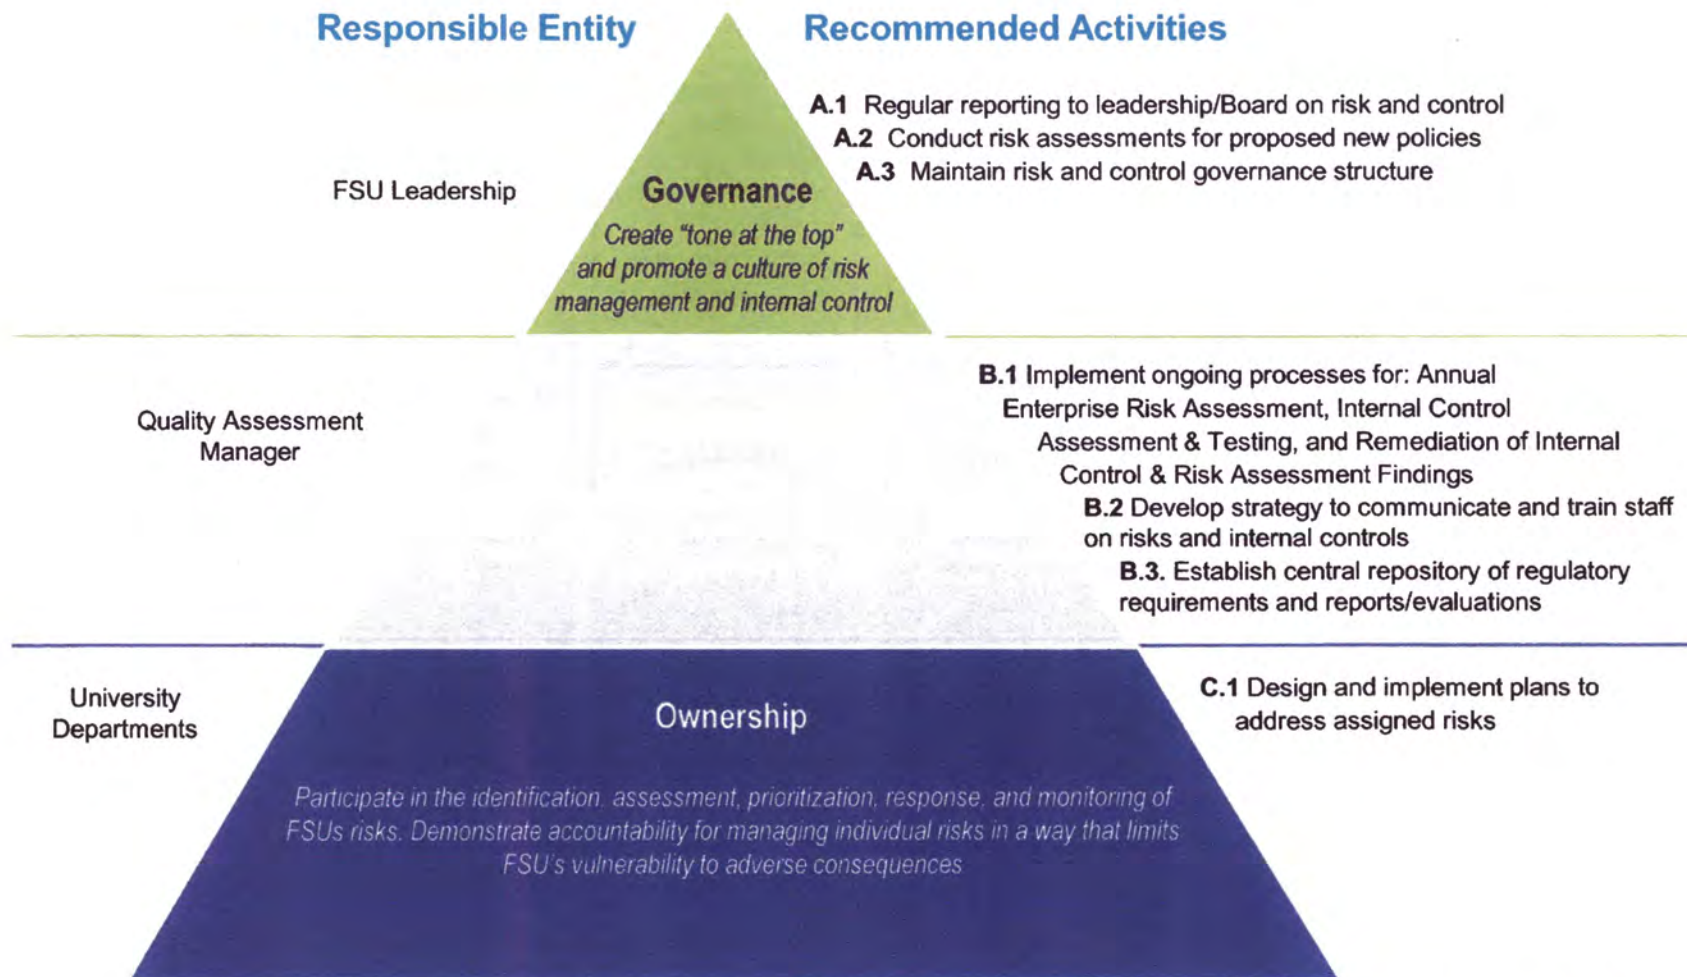 Responsible Entity
Recommended Activities
A.1 Regular reporting to leadership/Board on risk and control
A.2 Conduct risk assessments for proposed new policies
A.3 Maintain risk and control governance structure
FSU Leadership
Governance
Create “tone at the top”
and promote a culture of risk
management and internal control
Quality Assessment
Manager
B.1 Implement ongoing processes for: Annual
Enterprise Risk Assessment, Internal Control
Assessment & Testing, and Remediation of Internal
Control & Risk Assessment Findings
B.2 Develop strategy to communicate and train staff
on risks and internal controls
B.3. Establish central repository of regulatory
requirements and reports/evaluations
University
Departments
Ownership
Participate in the identification, assessment, prioritization, response, and monitoring of
FSUs risks. Demonstrate accountability for managing individual risks in a way that limits
FSU's vulnerability to adverse consequences
C.1 Design and implement plans to
address assigned risks